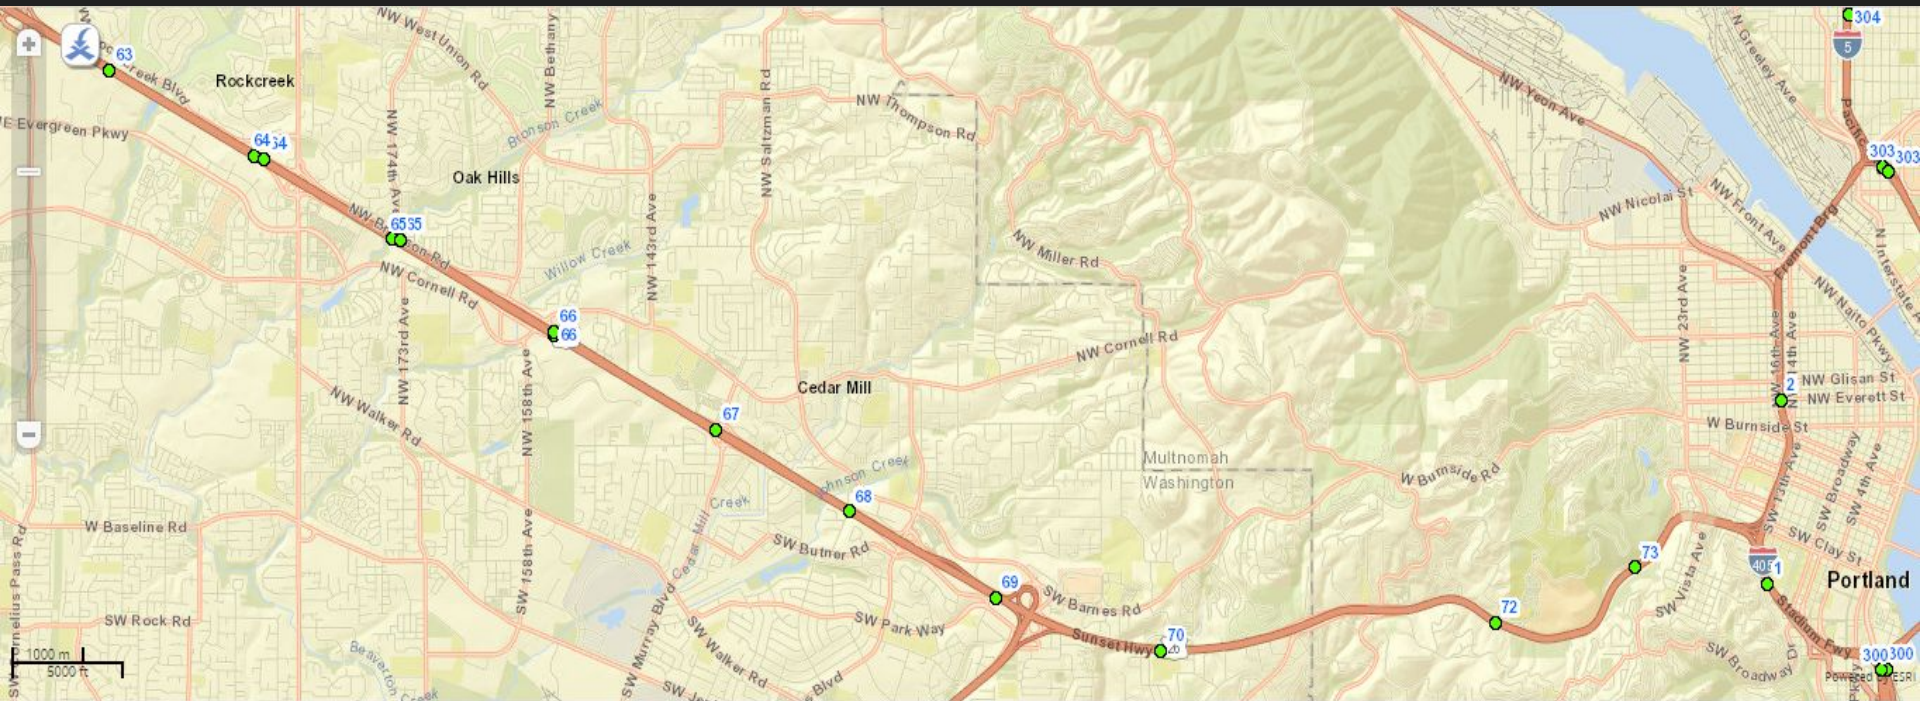 304
5
N Greeley Ave
NW West Union Rd
NW Bethany
63
Creek Blvd
Rockcreek
NW Saltzman Rd
NW Yeon Ave
NW Thompson Rd
Bronson Creek
E Evergreen Pkwy
64
NW 174th Ave
Oak Hills
303
303
NW Nicolai St
NW Front Ave
Fremont Brg
N Interstate A
65
NW 143rd Ave
Willow Creek
NW Miller Rd
NW Cornell Rd
NW 173rd Ave
66
66
NW Naito Pkwy
NW 23rd Ave
NW 16th Ave
14th Ave
NW Cornell Rd
NW 158th Ave
Cedar Mill
2
NW Glisan St
NW Everett St
NW Walker Rd
67
W Burnside St
Multnomah
Washington
W Burnside Rd
Johnson Creek
68
SW 13th Ave
SW Broadway
SW 4th Ave
Cedar Mill Creek
W Baseline Rd
SW 158th Ave
SW Butner Rd
SW Clay St
73
405
1
Portland
SW Vista Ave
69
SW Barnes Rd
72
SW Rock Rd
SW Park Way
Sunset Hwy
70
Stadium Fwy
SW Murray Blvd
SW Walker Rd
1000 m
5000 ft
Beaverton Creek
SW Broadway Dr
300
300
Powered by ESRI